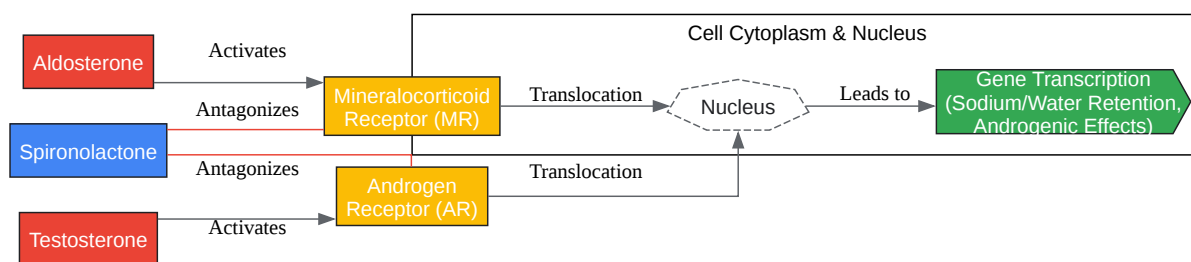 Cell Cytoplasm & Nucleus
Aldosterone
Activates
Mineralocorticoid
Receptor (MR)
Translocation
Nucleus
Leads to
Gene Transcription
(Sodium/Water Retention,
Androgenic Effects)
Antagonizes
Spironolactone
Antagonizes
Androgen
Receptor (AR)
Translocation
Testosterone
Activates